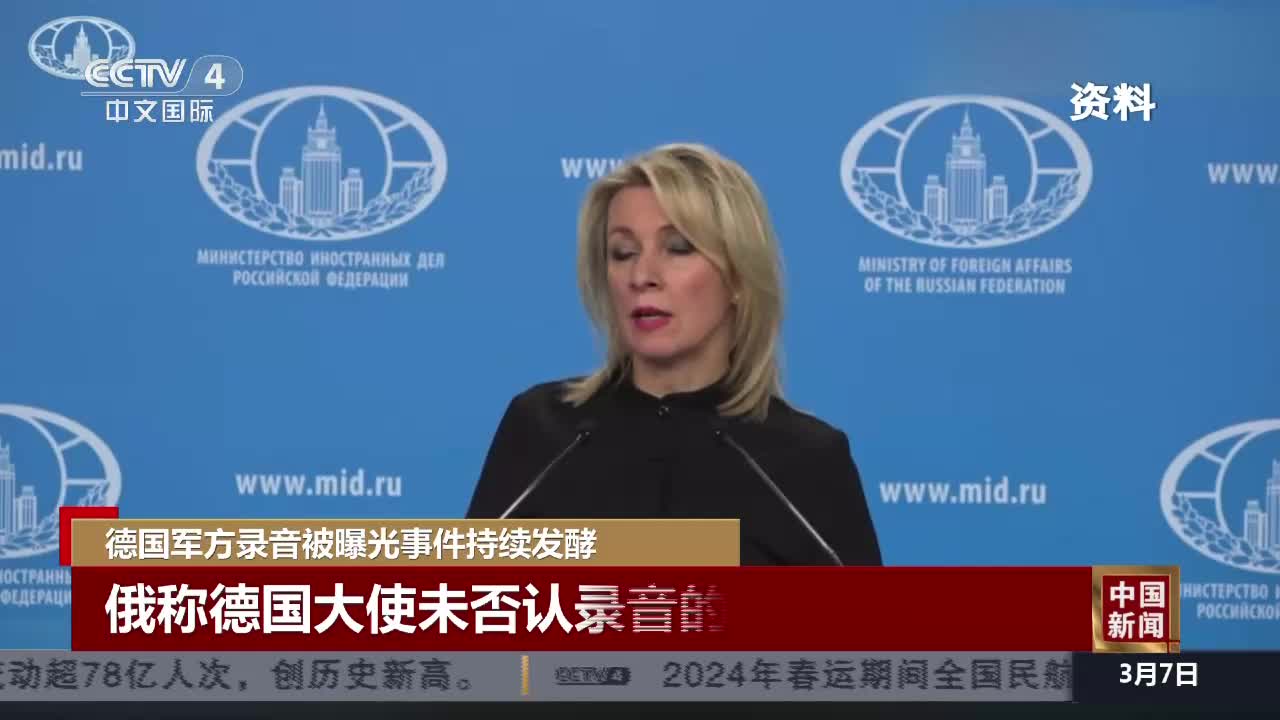 CCTV 4
中文国际
资料
mid.ru
www
www
МИНИСТЕРСТВО ИНОСТРАННЫХ ДЕЛ
РОССИЙСКОЙ ФЕДЕРАЦИИ
MINISTRY OF FOREIGN AFFAIRS
OF THE RUSSIAN FEDERATION
www.mid.ru
www.mid.ru
德国军方录音被曝光事件持续发酵
俄称德国大使未否认录音的
中国
新闻
动超78亿人次，创历史新高。
CCTV 4
2024年春运期间全国民航
3月7日